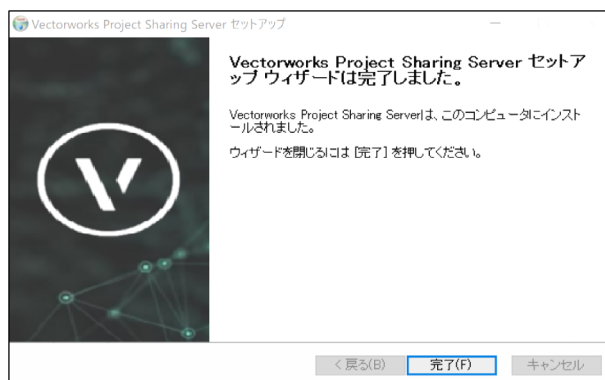 Vectorworks Project Sharing Server セットアップ
Vectorworks Project Sharing Server セットア
ップ ウィザードは完了しました。
Vectorworks Project Sharing Serverは、このコンピュータにインスト
ールされました。
ウィザードを閉じるには [完了] を押してください。
< 戻る(B)
完了(F)
キャンセル